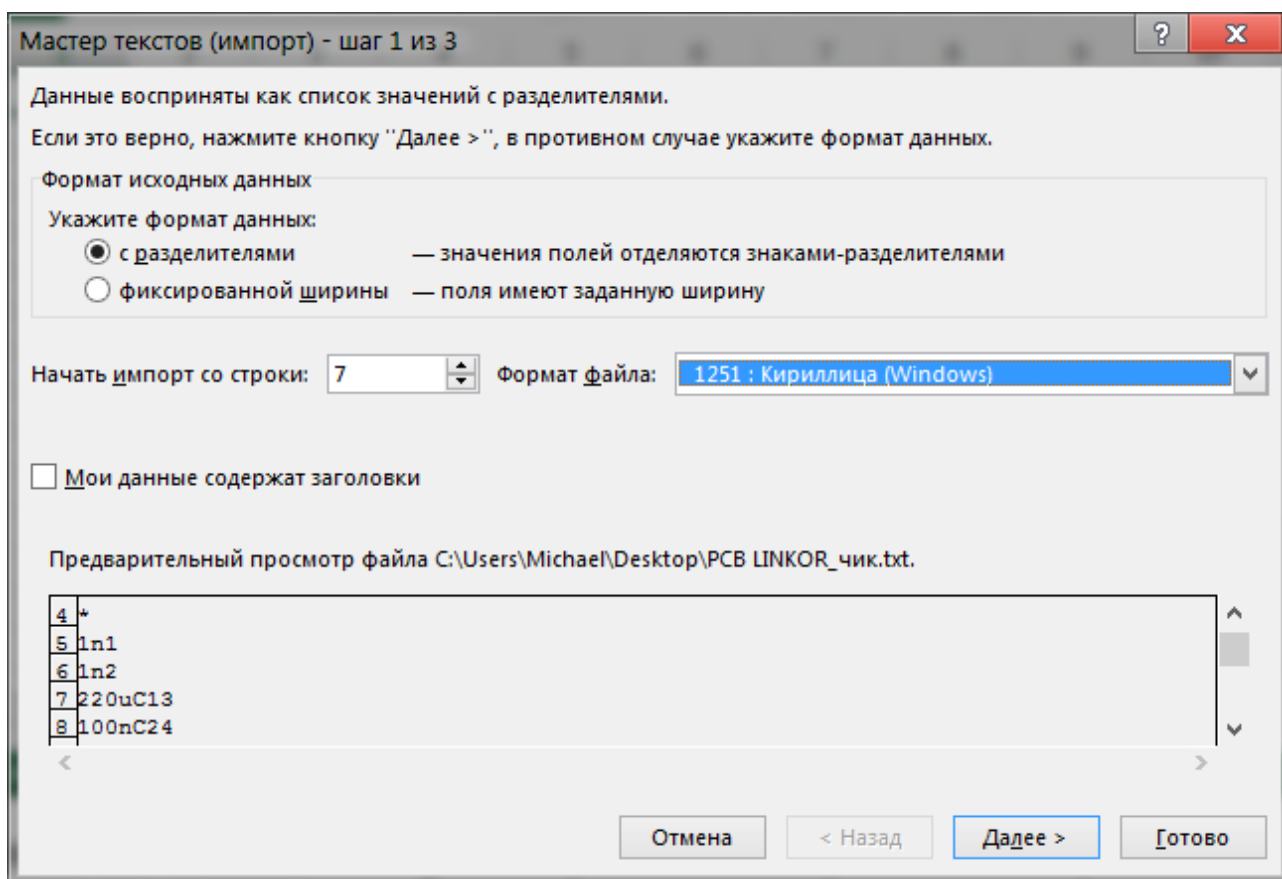 Мастер текстов (импорт) - шаг 1 из 3
?
Данные восприняты как список значений с разделителями.
Если это верно, нажмите кнопку "Далее >", в противном случае укажите формат данных.
Формат исходных данных
Укажите формат данных:
с разделителями — значения полей отделяются знаками-разделителями
фиксированной ширины — поля имеют заданную ширину
Начать импорт со строки: 7 Формат файла: 1251 : Кириллица (Windows)
Мои данные содержат заголовки
Предварительный просмотр файла C:\Users\Michael\Desktop\PCB LINKOR_чик.txt.
4 *
5 1n1
6 1n2
7 220uC13
8 100nC24
Отмена < Назад Далее > Готово